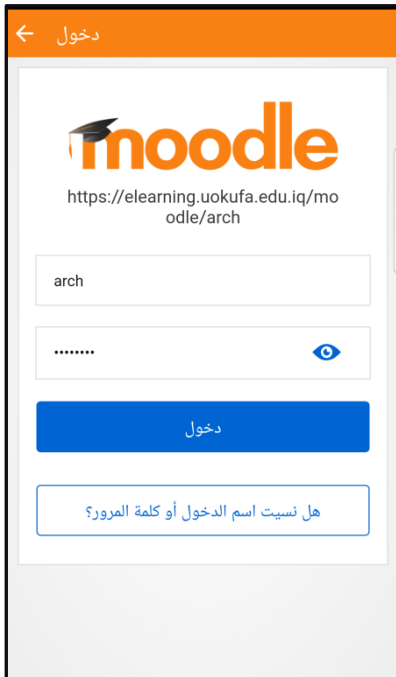 دخول
moodle
https://elearning.uokufa.edu.iq/mo
odle/arch
arch
••••••••
دخول
هل نسيت اسم الدخول أو كلمة المرور؟